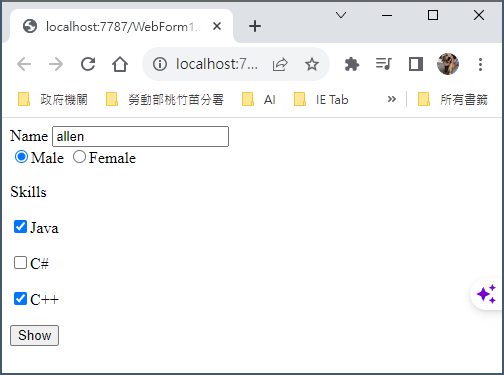 localhost:7787/WebForm1.
localhost:7...
政府機關 勞動部桃竹苗分署 AI IE Tab » 所有書籤
Name allen
Male Female
Skills
Java
C#
C++
Show